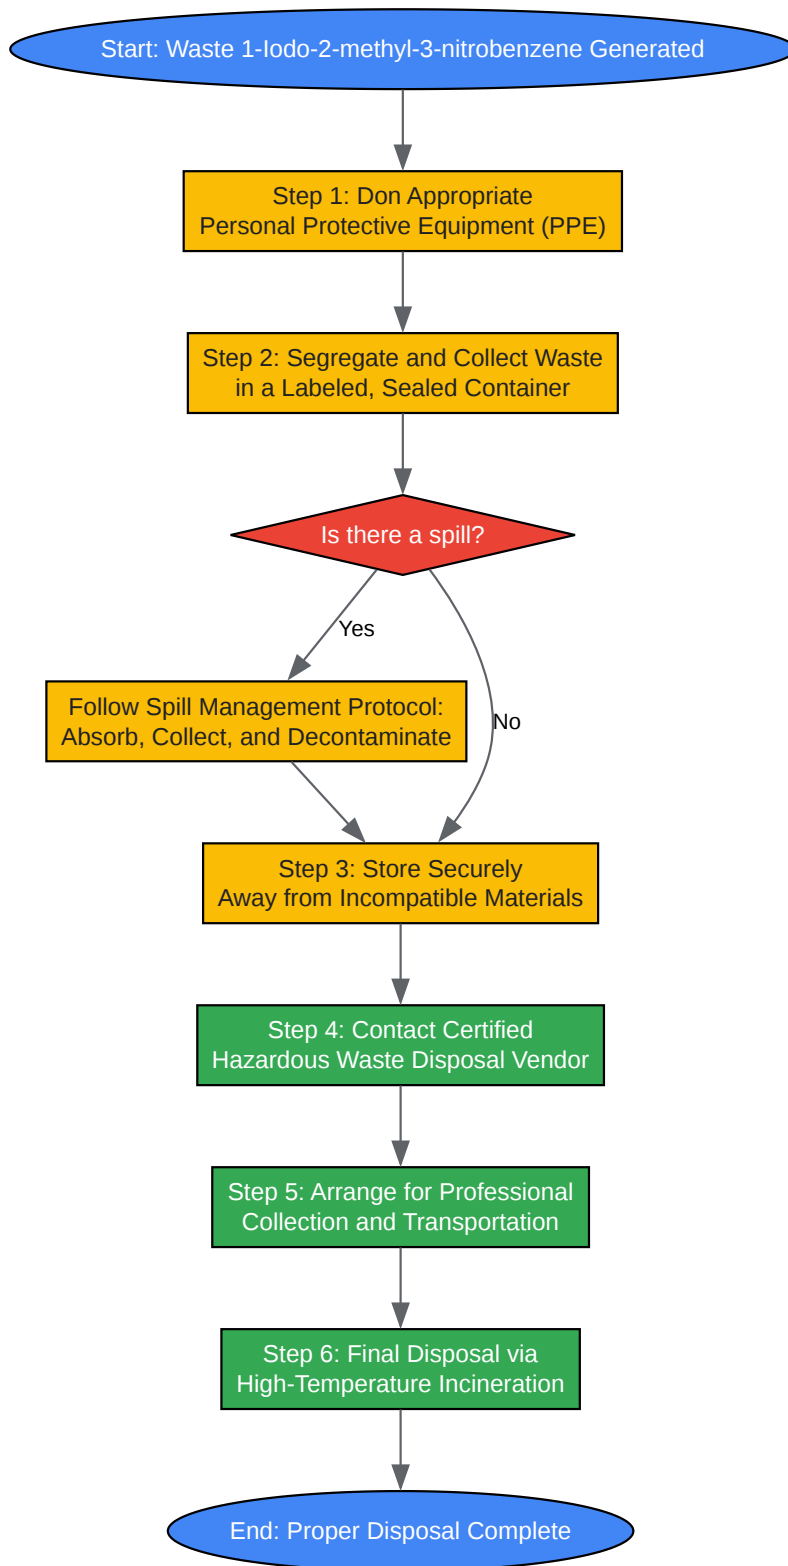 Start: Waste 1-Iodo-2-methyl-3-nitrobenzene Generated
Step 1: Don Appropriate
Personal Protective Equipment (PPE)
Step 2: Segregate and Collect Waste
in a Labeled, Sealed Container
Is there a spill?
Yes
Follow Spill Management Protocol:
Absorb, Collect, and Decontaminate
No
Step 3: Store Securely
Away from Incompatible Materials
Step 4: Contact Certified
Hazardous Waste Disposal Vendor
Step 5: Arrange for Professional
Collection and Transportation
Step 6: Final Disposal via
High-Temperature Incineration
End: Proper Disposal Complete